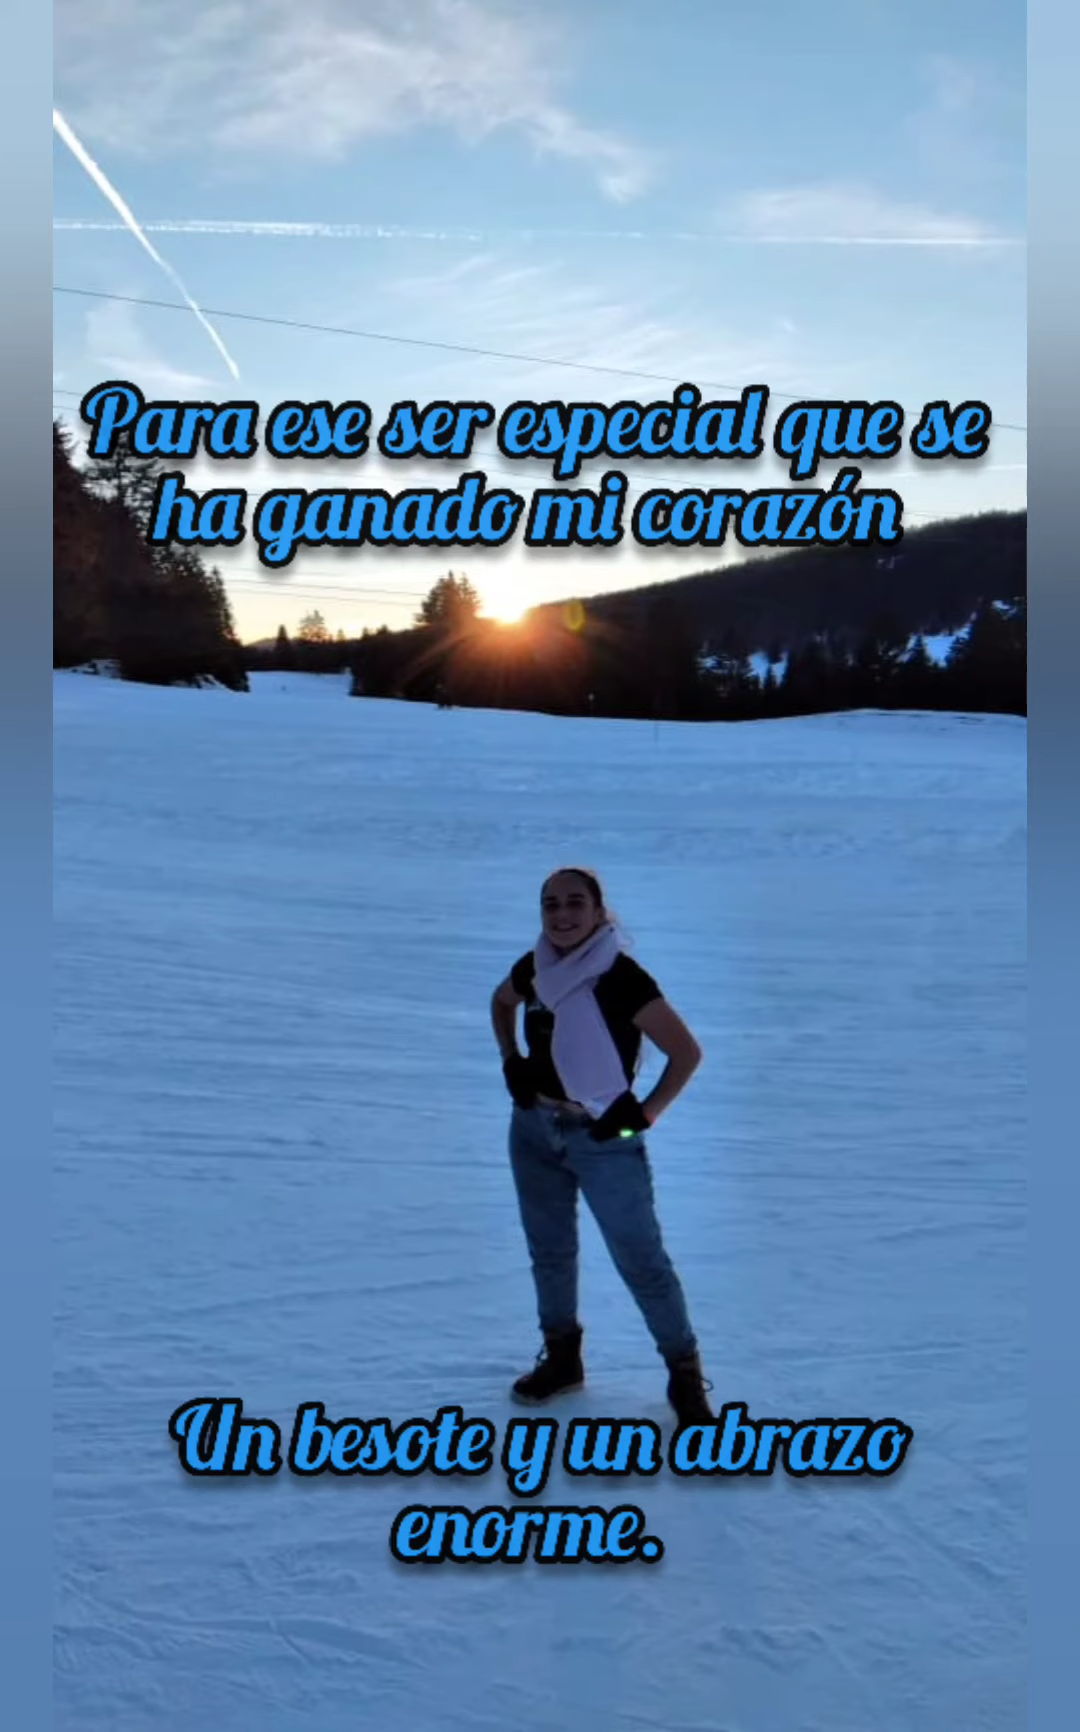 Para ese ser especial que se
ha ganado mi corazón
Un besote y un abrazo
enorme.